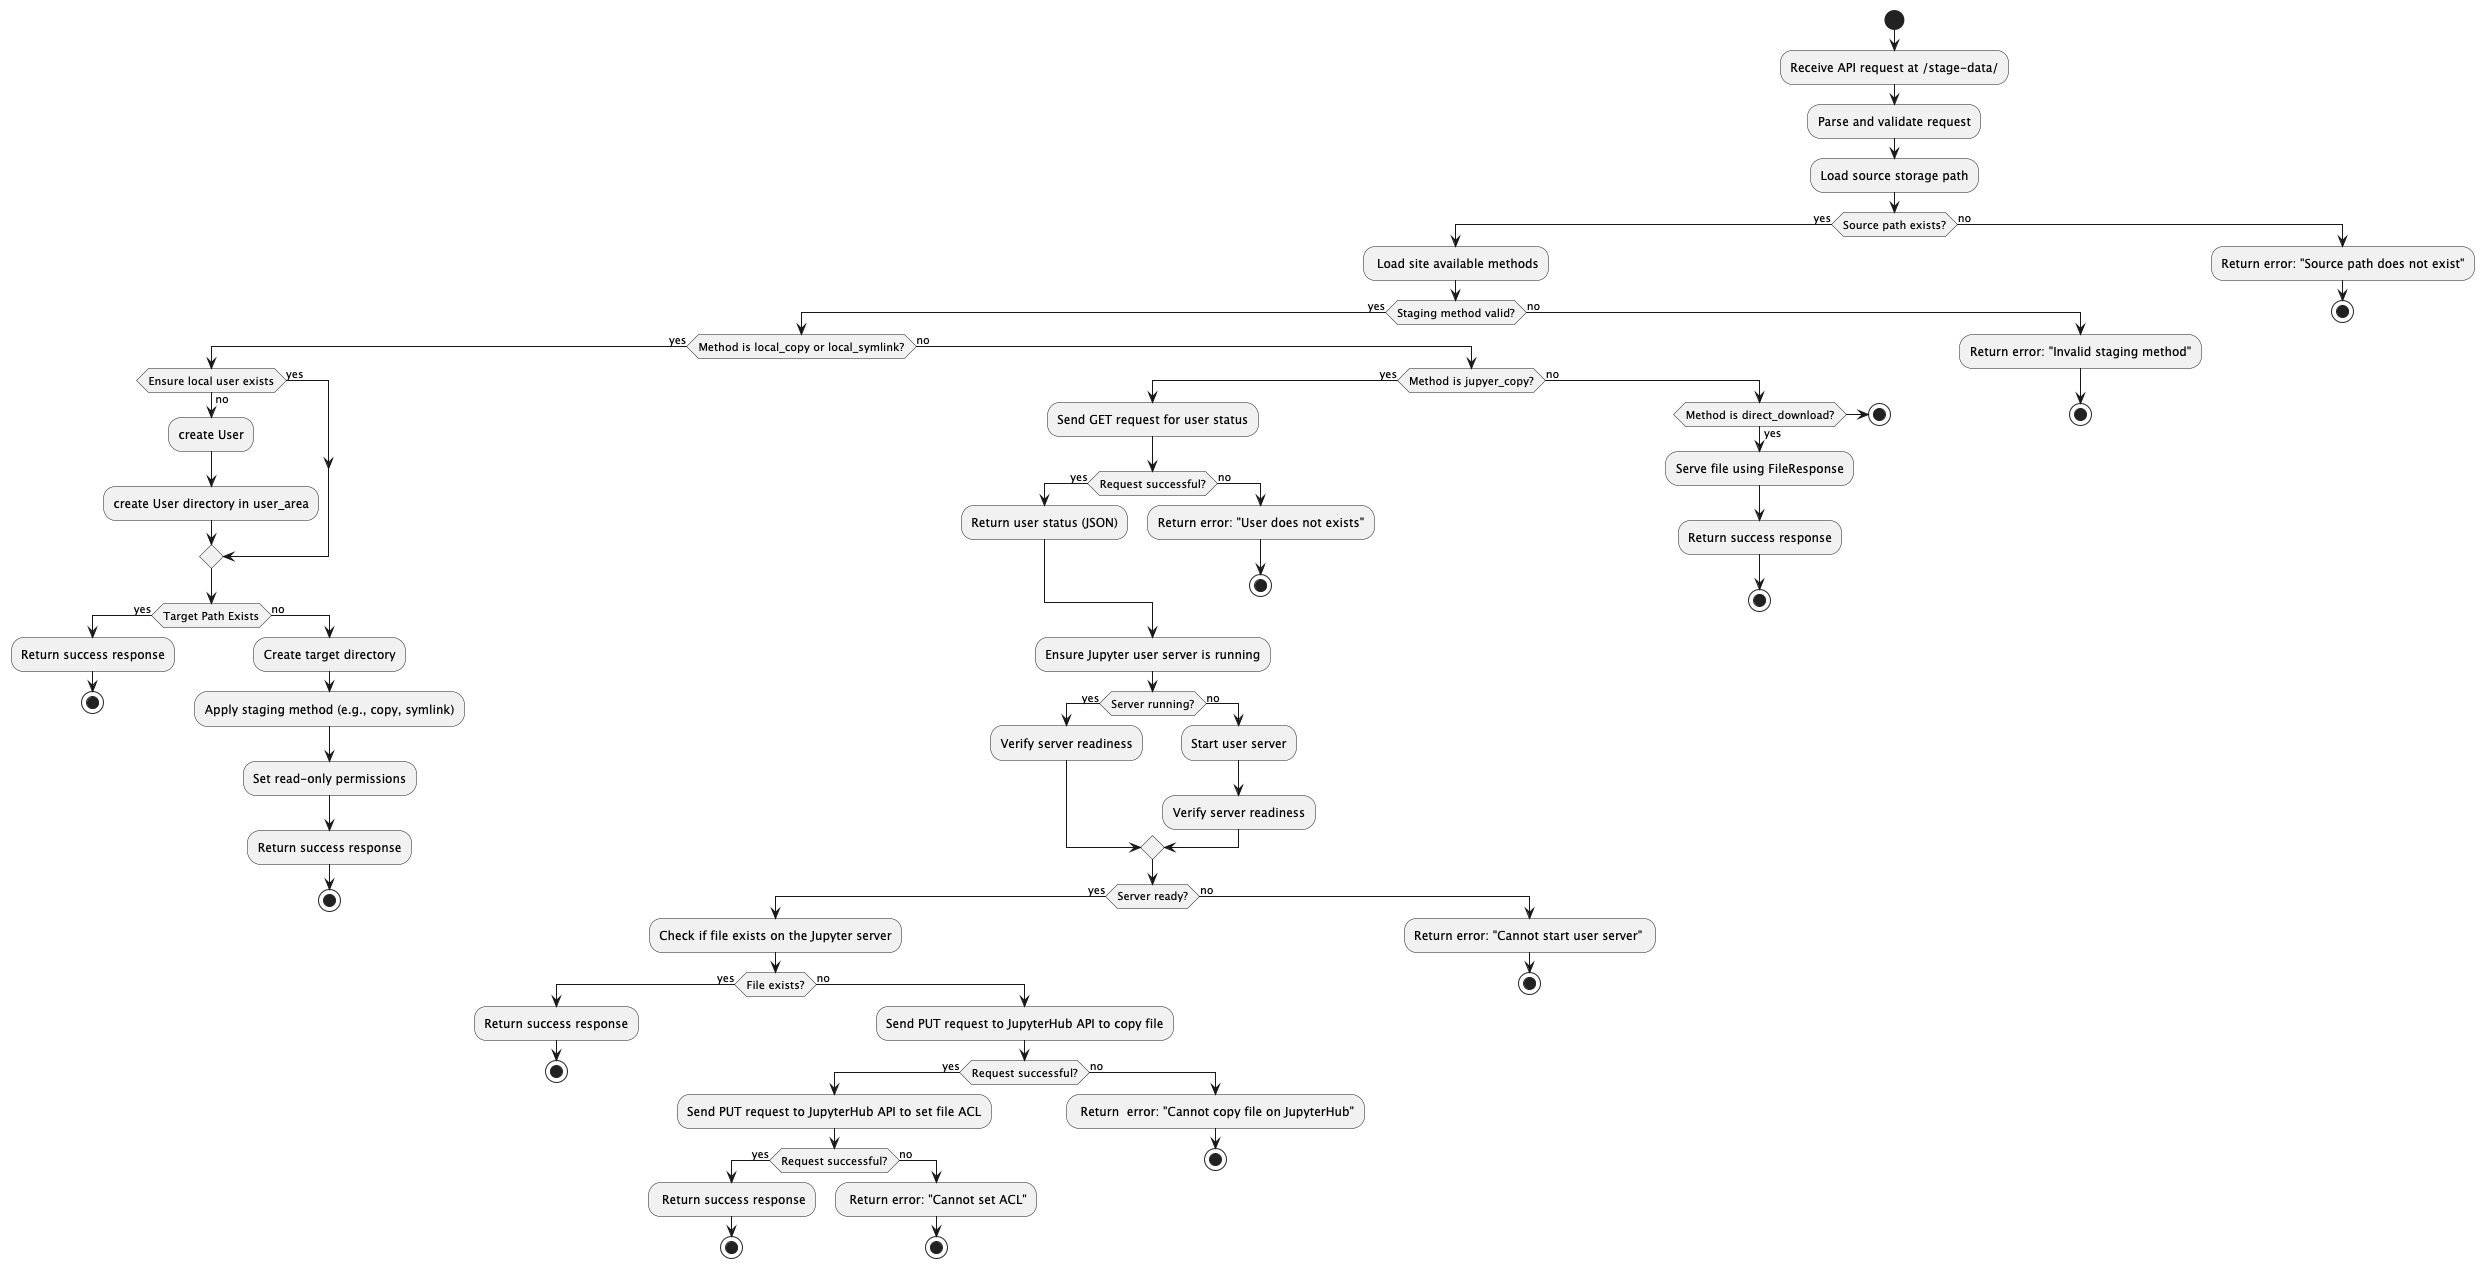 Receive API request at /stage-data/
Parse and validate request
Load source storage path
yes
Source path exists?
no
Load site available methods
Return error: "Source path does not exist"
yes
Staging method valid?
no
yes
Method is local_copy or local_symlink?
no
Return error: "Invalid staging method"
Ensure local user exists
yes
no
create User
create User directory in user_area
yes
Target Path Exists
no
Return success response
Create target directory
Apply staging method (e.g., copy, symlink)
Set read-only permissions
Return success response
yes
Method is jupyer_copy?
no
Send GET request for user status
yes
Request successful?
no
Return user status (JSON)
Return error: "User does not exists"
Method is direct_download?
yes
Serve file using FileResponse
Return success response
Ensure Jupyter user server is running
yes
Server running?
no
Verify server readiness
Start user server
Verify server readiness
yes
Server ready?
no
Check if file exists on the Jupyter server
Return error: "Cannot start user server"
yes
File exists?
no
Return success response
Send PUT request to JupyterHub API to copy file
yes
Request successful?
no
Send PUT request to JupyterHub API to set file ACL
Return  error: "Cannot copy file on JupyterHub"
yes
Request successful?
no
Return success response
Return error: "Cannot set ACL"